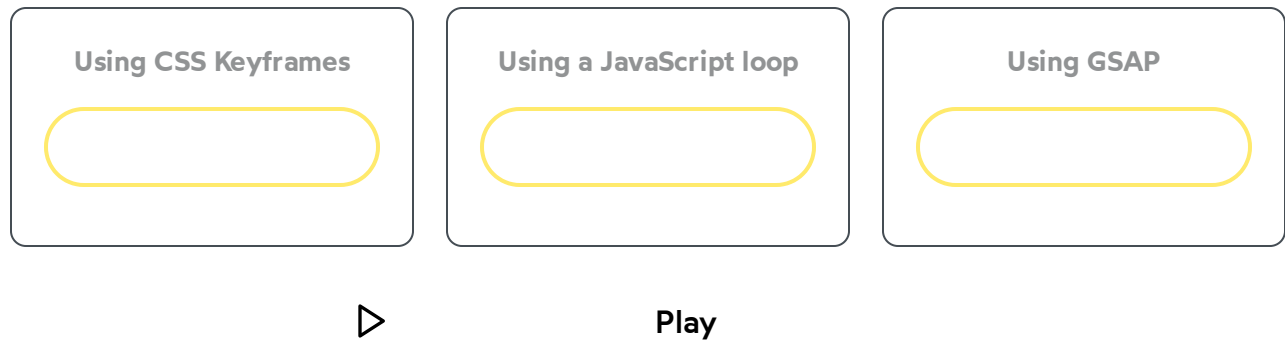 Using CSS Keyframes
Using a JavaScript loop
Using GSAP
Play